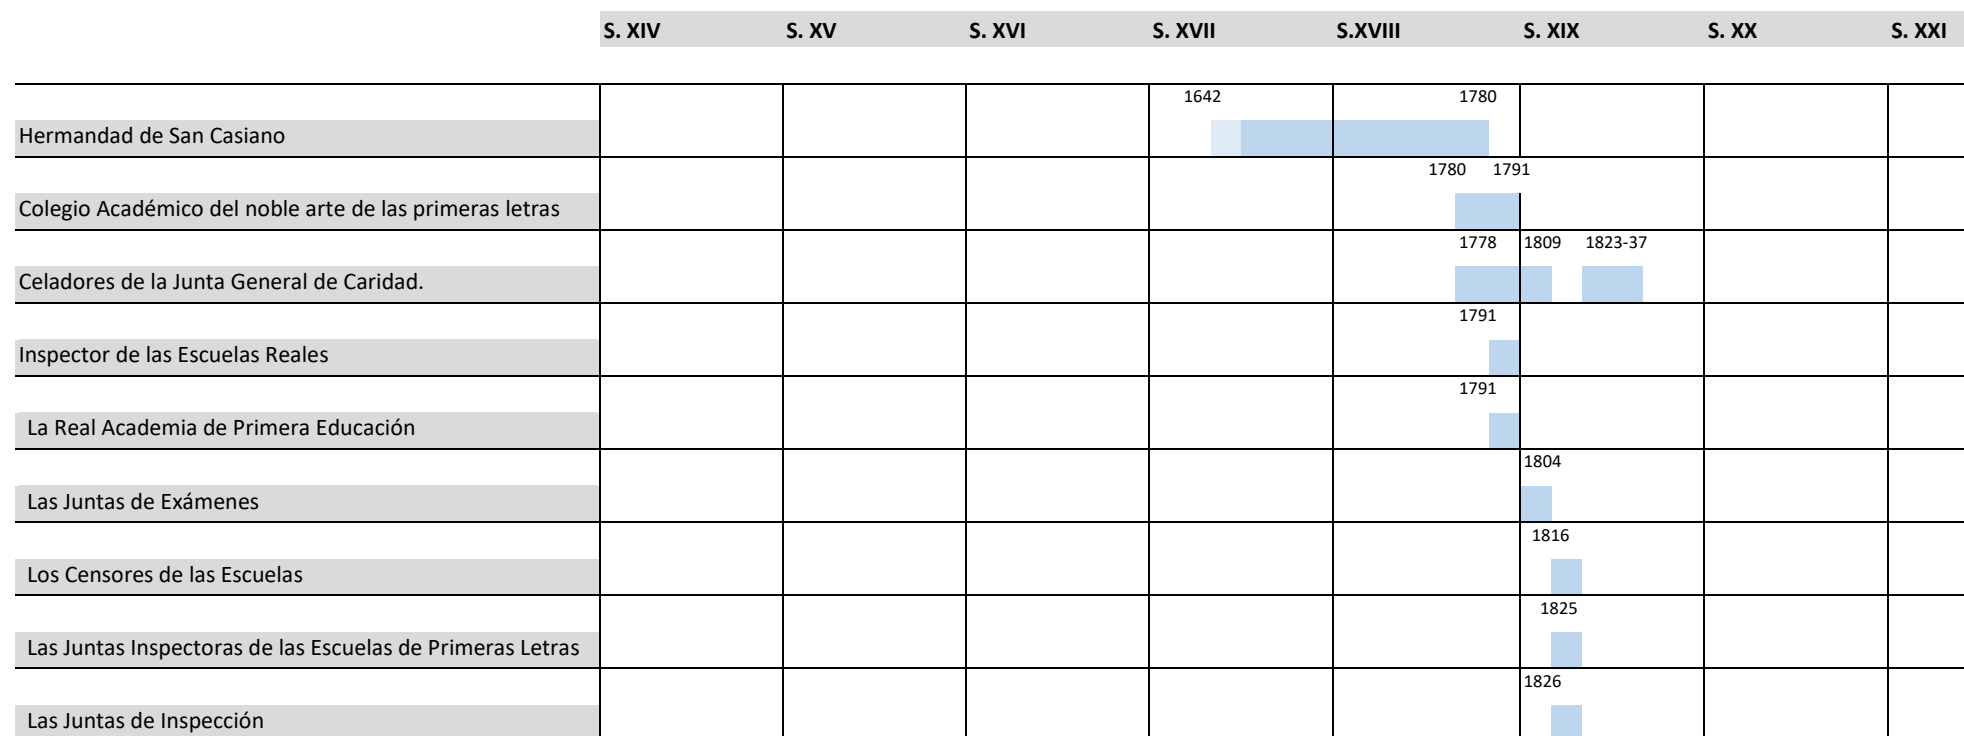 S. XIV S. XV S. XVI S. XVII S.XVIII S. XIX S. XX S. XXI
1642 1780
Hermandad de San Casiano
1780 1791
Colegio Académico del noble arte de las primeras letras
1778 1809 1823-37
Celadores de la Junta General de Caridad.
1791
Inspector de las Escuelas Reales
1791
La Real Academia de Primera Educación
1804
Las Juntas de Exámenes
1816
Los Censores de las Escuelas
1825
Las Juntas Inspectoras de las Escuelas de Primeras Letras
1826
Las Juntas de Inspección